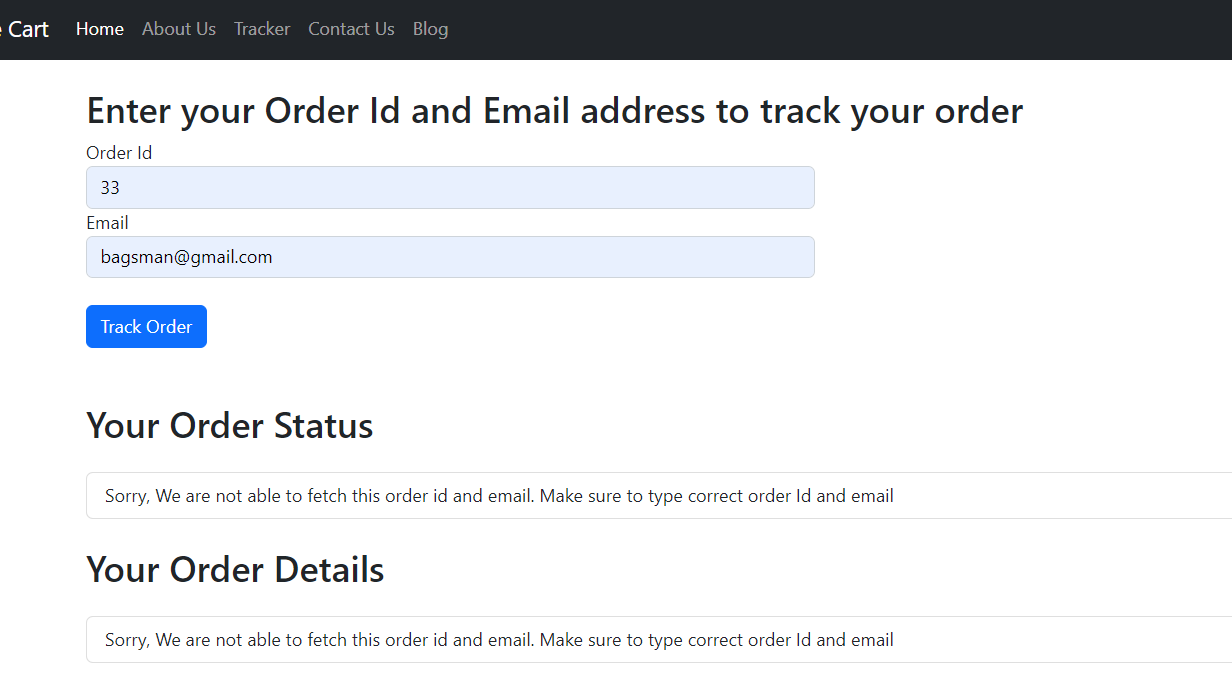 Cart Home About Us Tracker Contact Us Blog
Enter your Order Id and Email address to track your order
Order Id
33
Email
bagsman@gmail.com
Track Order
Your Order Status
Sorry, We are not able to fetch this order id and email. Make sure to type correct order Id and email
Your Order Details
Sorry, We are not able to fetch this order id and email. Make sure to type correct order Id and email